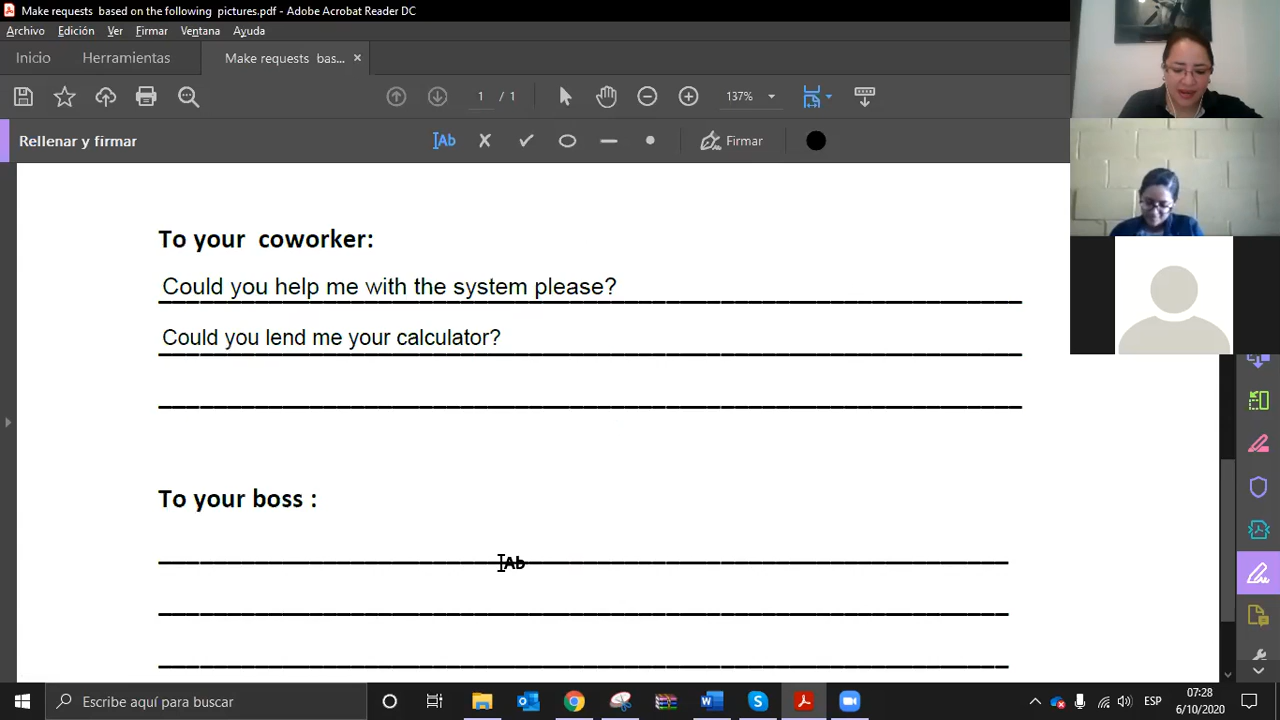 Make requests  based on the following  pictures.pdf - Adobe Acrobat Reader DC
Archivo Edición Ver Firmar Ventana Ayuda
Inicio Herramientas Make requests  bas... ×
1 / 1 137%
Rellenar y firmar Ab Firmar
To your  coworker:
Could you help me with the system please?
Could you lend me your calculator?
To your boss :
Ab
Escribe aquí para buscar
ESP
07:28
6/10/2020